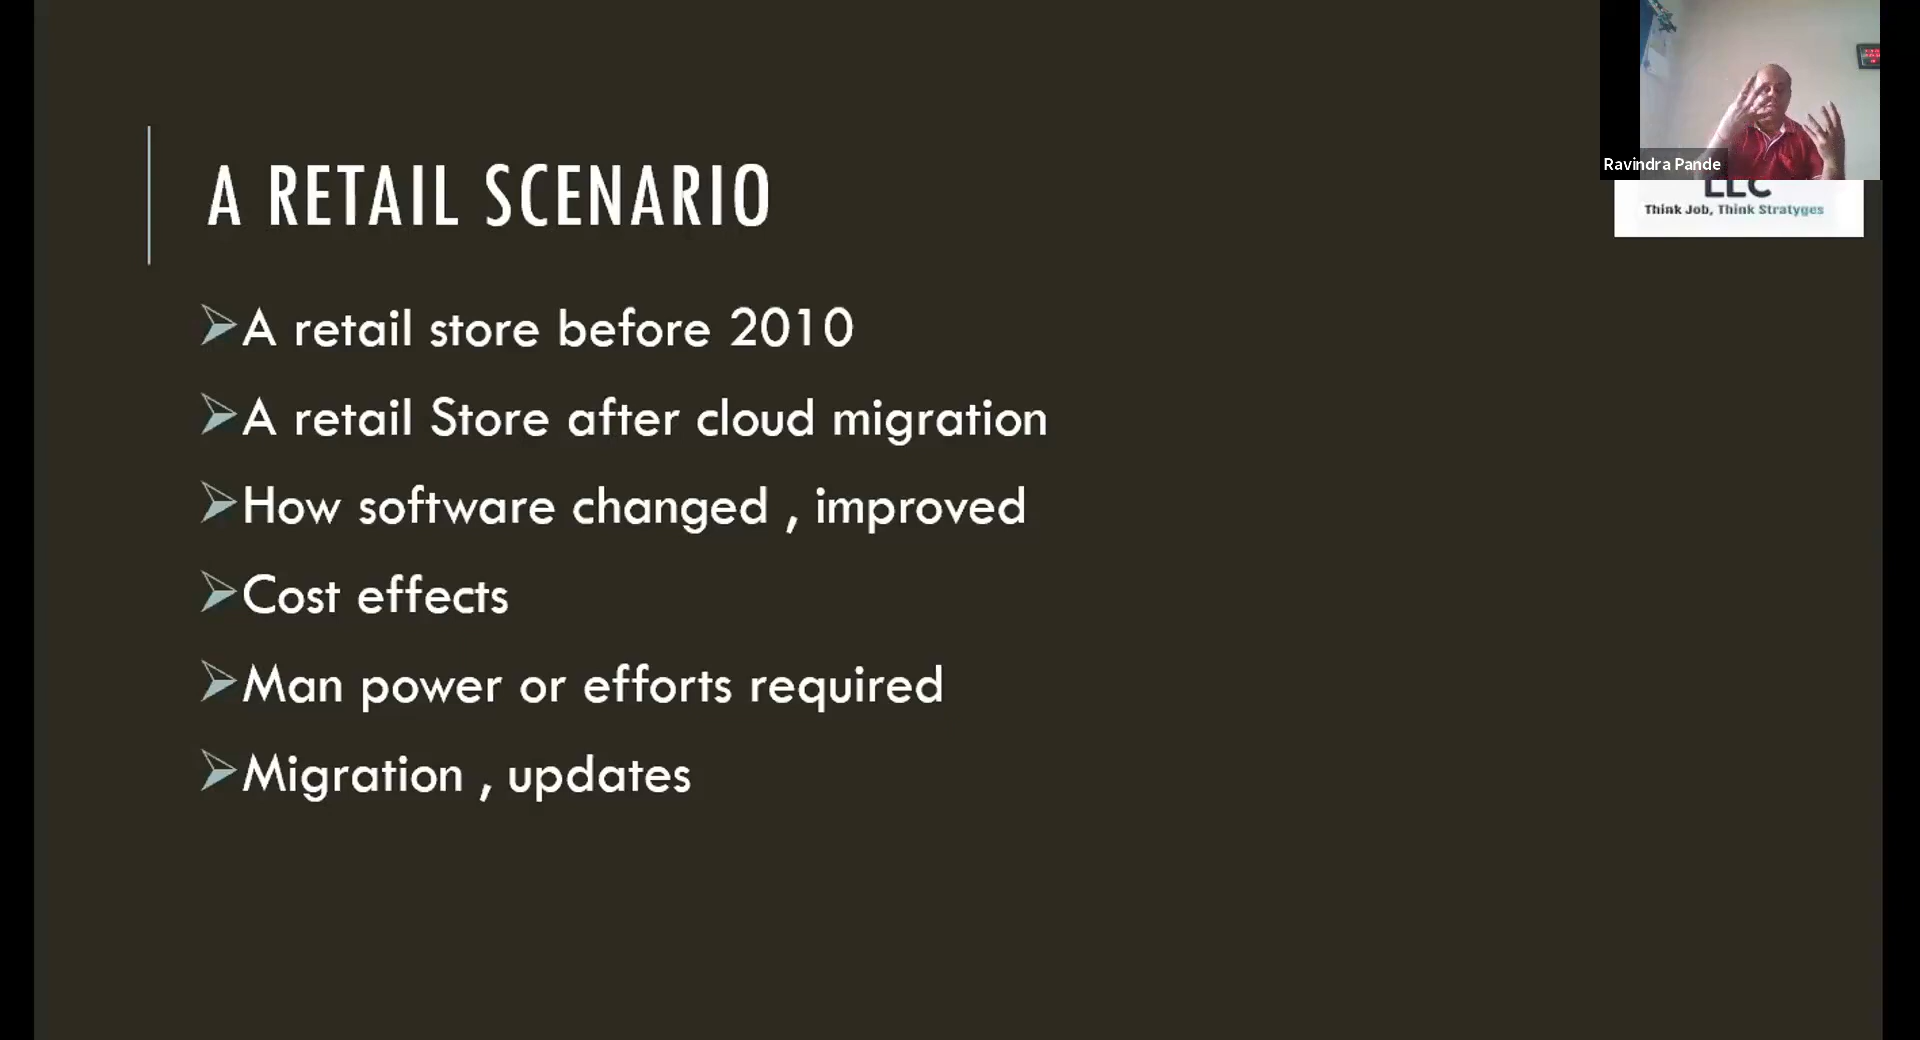 A RETAIL SCENARIO
A retail store before 2010
A retail Store after cloud migration
How software changed , improved
Cost effects
Man power or efforts required
Migration , updates
Ravindra Pande
LLC
Think Job, Think Stratyges